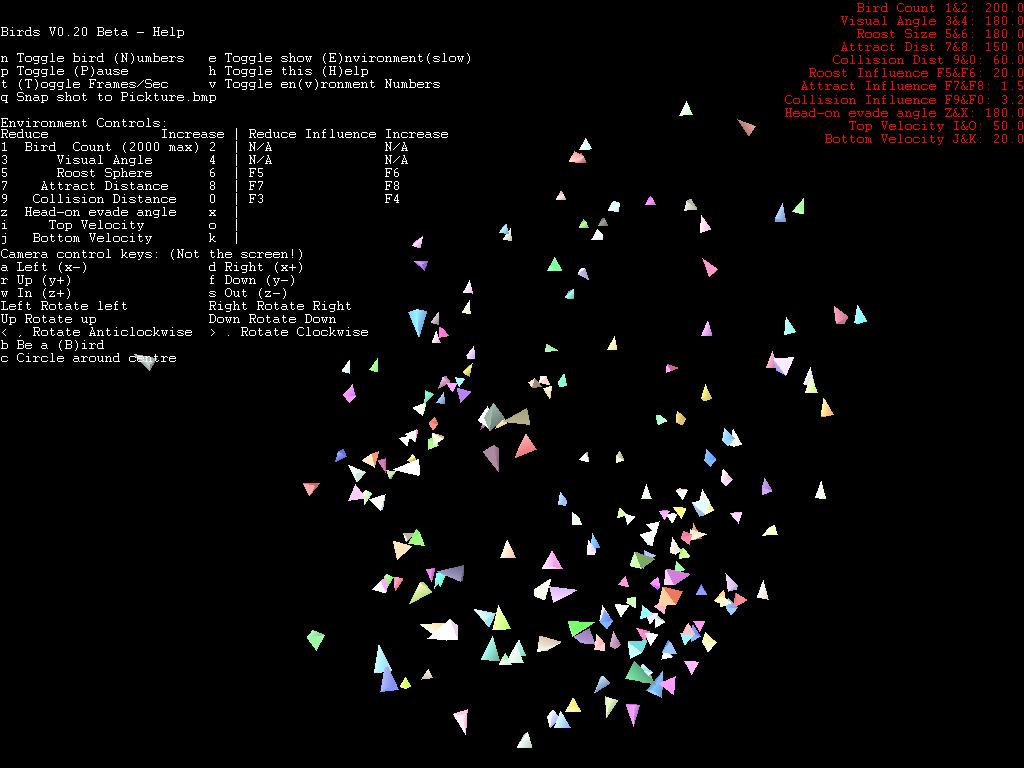 Birds V0.20 Beta - Help
n Toggle bird (N)umbers e Toggle show (E)nvironment(slow)
p Toggle (P)ause h Toggle this (H)elp
t (T)oggle Frames/Sec v Toggle en(v)ronment Numbers
q Snap shot to Pickture.bmp
Environment Controls:
Reduce Increase | Reduce Influence Increase
1 Bird Count (2000 max) 2 | N/A N/A
3 Visual Angle 4 | N/A N/A
5 Roost Sphere 6 | F5 F6
7 Attract Distance 8 | F7 F8
9 Collision Distance 0 | F3 F4
z Head-on evade angle x |
i Top Velocity o |
j Bottom Velocity k |
Camera control keys: (Not the screen!)
a Left (x-) d Right (x+)
r Up (y+) f Down (y-)
w In (z+) s Out (z-)
Left Rotate left Right Rotate Right
Up Rotate up Down Rotate Down
< , Rotate Anticlockwise > . Rotate Clockwise
b Be a (B)ird
c Circle around centre
Bird Count 1&2: 200.0
Visual Angle 3&4: 180.0
Roost Size 5&6: 180.0
Attract Dist 7&8: 150.0
Collision Dist 9&0: 60.0
Roost Influence F5&F6: 20.0
Attract Influence F7&F8: 1.5
Collision Influence F9&F0: 3.2
Head-on evade angle Z&X: 180.0
Top Velocity I&O: 50.0
Bottom Velocity J&K: 20.0